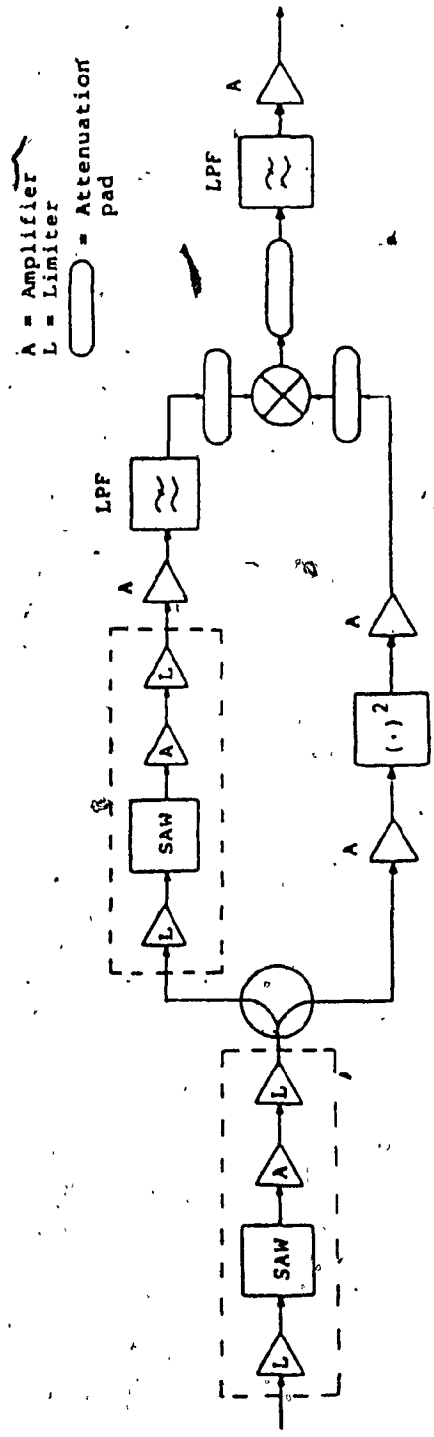 A = Amplifier
L = Limiter
= Attenuation
pad
L
SAW
A
L
L
SAW
A
L
A
LPF
A
(·)²
A
LPF
A